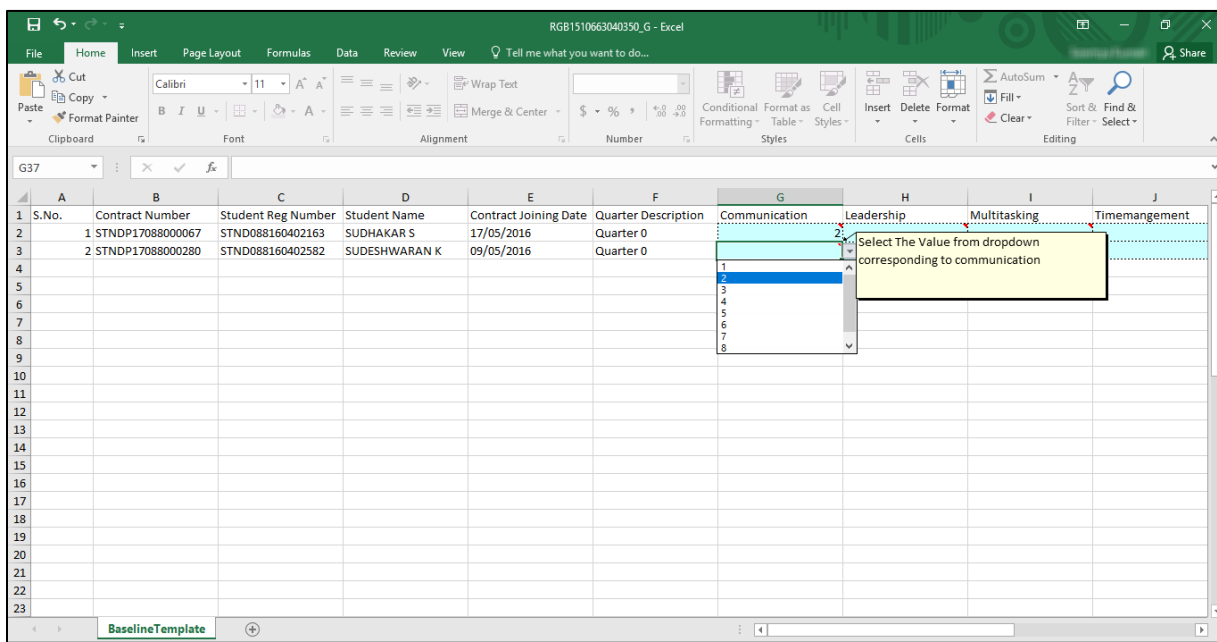 RGB1510663040350_G - Excel
File Home Insert Page Layout Formulas Data Review View Tell me what you want to do... Share
Cut
Copy
Format Painter
Paste
Calibri 11
B I U
Wrap Text
Merge & Center
$ % ,
Conditional Formatting
Format as Table
Cell Styles
Insert Delete Format
AutoSum
Fill
Clear
Sort & Filter
Find & Select
Clipboard Font Alignment Number Styles Cells Editing
G37 fx
A B C D E F G H I J
1 S.No. Contract Number Student Reg Number Student Name Contract Joining Date Quarter Description Communication Leadership Multitasking Timemangement
2 1 STNDP17088000067 STND088160402163 SUDHAKAR S 17/05/2016 Quarter 0 2
3 2 STNDP17088000280 STND088160402582 SUDESHWARAN K 09/05/2016 Quarter 0
Select The Value from dropdown
corresponding to communication
1
2
3
4
5
6
7
8
4
5
6
7
8
9
10
11
12
13
14
15
16
17
18
19
20
21
22
23
BaselineTemplate